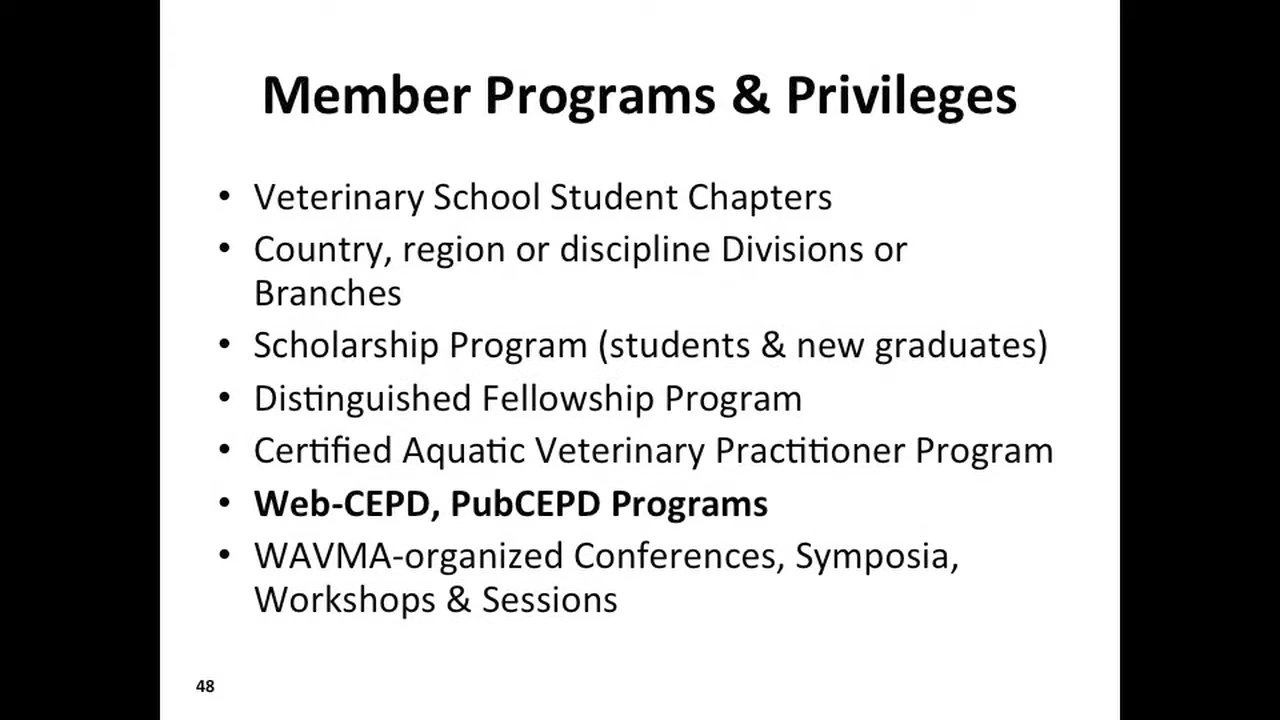 Member Programs & Privileges
• Veterinary School Student Chapters
• Country, region or discipline Divisions or
Branches
• Scholarship Program (students & new graduates)
• Distinguished Fellowship Program
• Certified Aquatic Veterinary Practitioner Program
• Web-CEPD, PubCEPD Programs
• WAVMA-organized Conferences, Symposia,
Workshops & Sessions
48